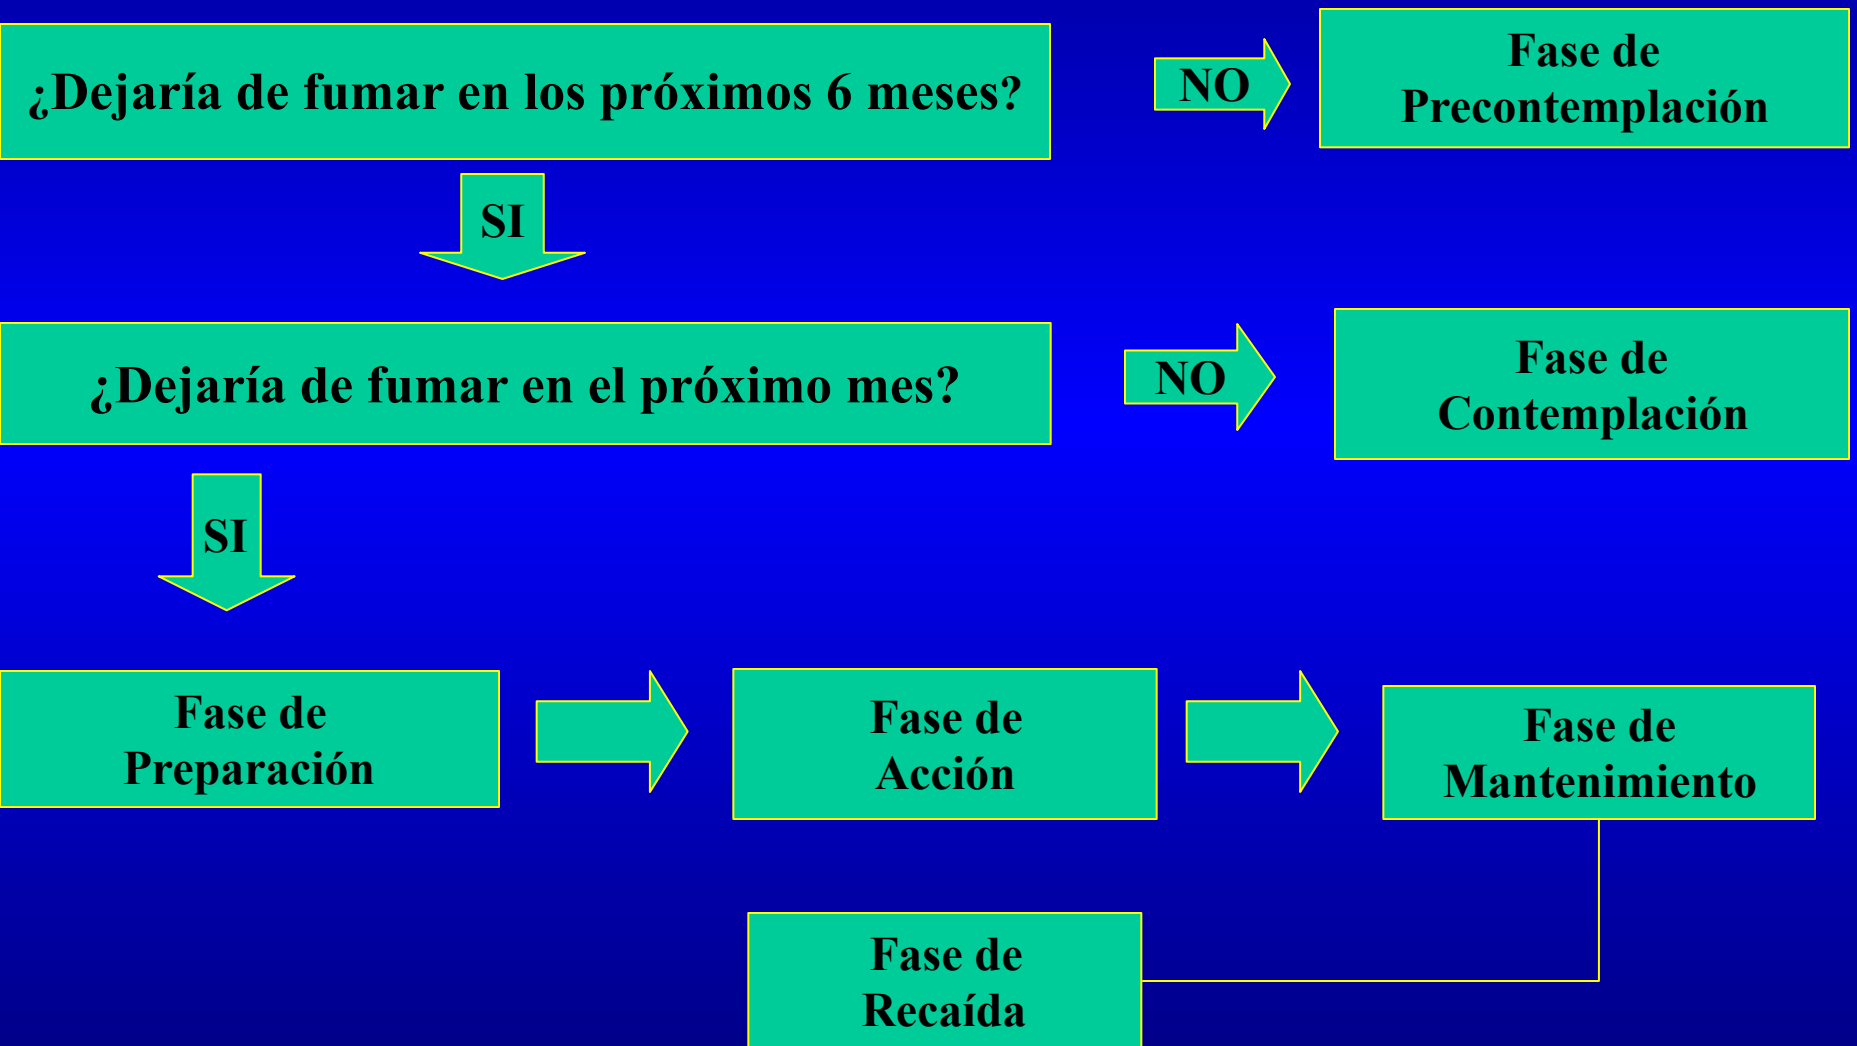 ¿Dejaría de fumar en los próximos 6 meses?
NO
Fase de
Precontemplación
SI
¿Dejaría de fumar en el próximo mes?
NO
Fase de
Contemplación
SI
Fase de
Preparación
Fase de
Acción
Fase de
Mantenimiento
Fase de
Recaída